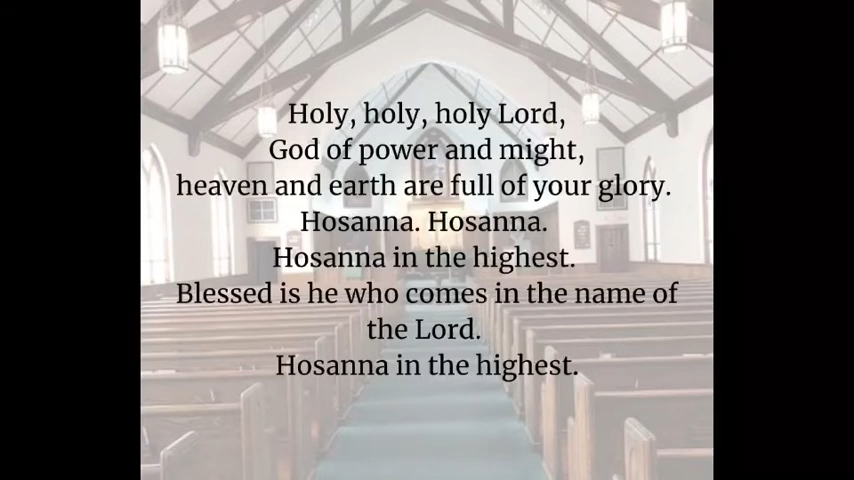 Holy, holy, holy Lord,
God of power and might,
heaven and earth are full of your glory.
Hosanna. Hosanna.
Hosanna in the highest.
Blessed is he who comes in the name of
the Lord.
Hosanna in the highest.